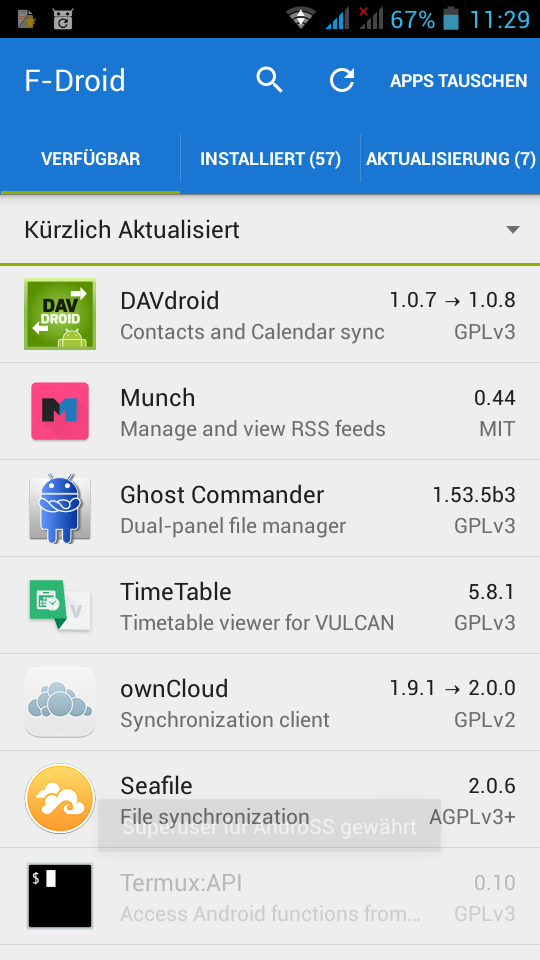 67% 11:29
F-Droid APPS TAUSCHEN
VERFÜGBAR INSTALLIERT (57) AKTUALISIERUNG (7)
Kürzlich Aktualisiert
DAV
DROID
DAVdroid 1.0.7 → 1.0.8
Contacts and Calendar sync GPLv3
M
Munch 0.44
Manage and view RSS feeds MIT
Ghost Commander 1.53.5b3
Dual-panel file manager GPLv3
V
TimeTable 5.8.1
Timetable viewer for VULCAN GPLv3
ownCloud 1.9.1 → 2.0.0
Synchronization client GPLv2
Seafile 2.0.6
File synchronization AGPLv3+
Superuser für AndroSS gewährt
$
Termux:API 0.10
Access Android functions from... GPLv3